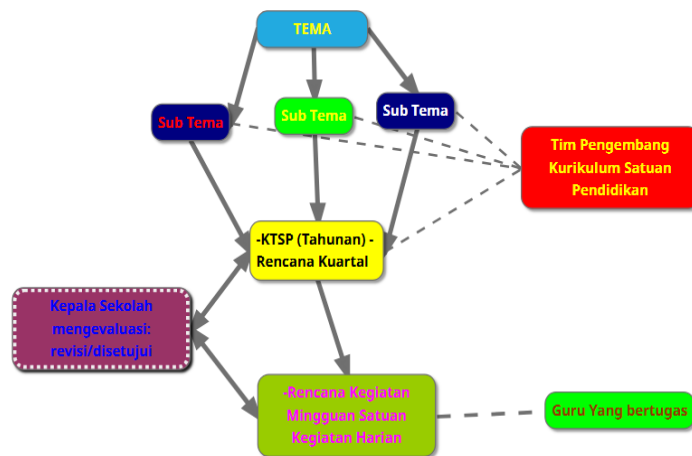 TEMA
Sub Tema
Sub Tema
Sub Tema
Tim Pengembang
Kurikulum Satuan
Pendidikan
-KTSP (Tahunan) -
Rencana Kuartal
Kepala Sekolah
mengevaluasi:
revisi/disetujui
-Rencana Kegiatan
Mingguan Satuan
Kegiatan Harian
Guru Yang bertugas